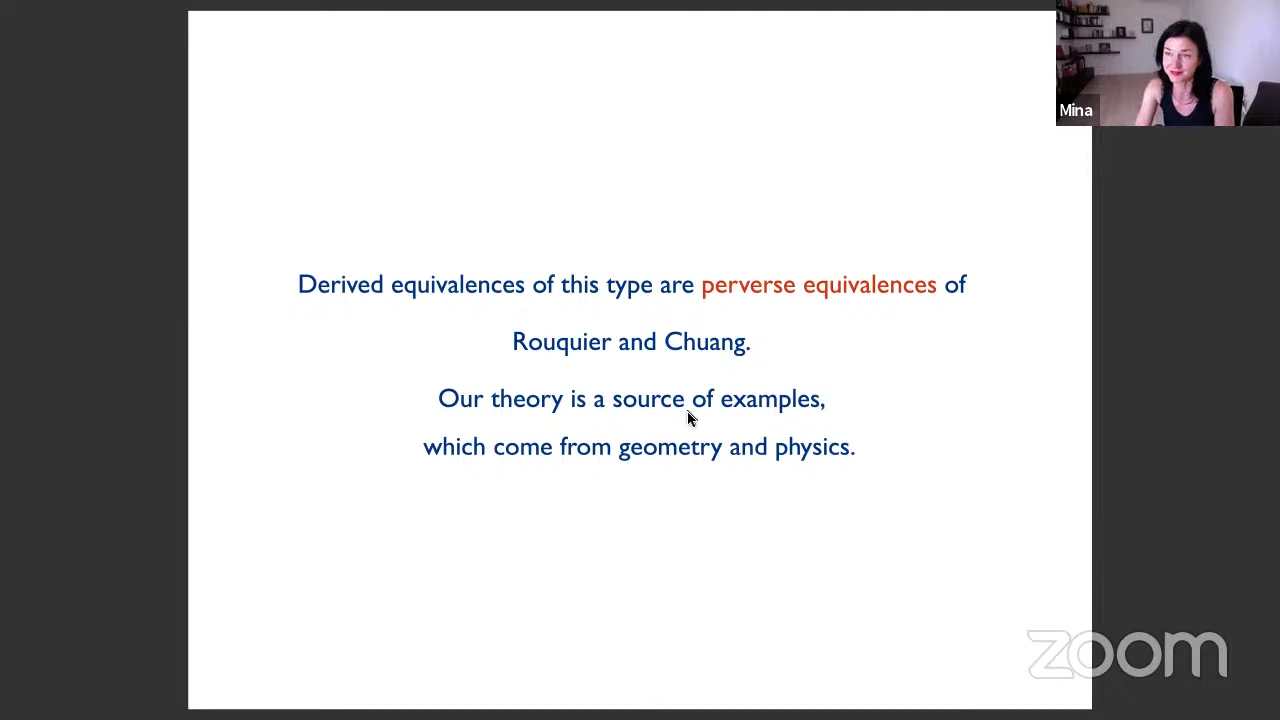 Mina
Derived equivalences of this type are perverse equivalences of
Rouquier and Chuang.
Our theory is a source of examples,
which come from geometry and physics.
zoom